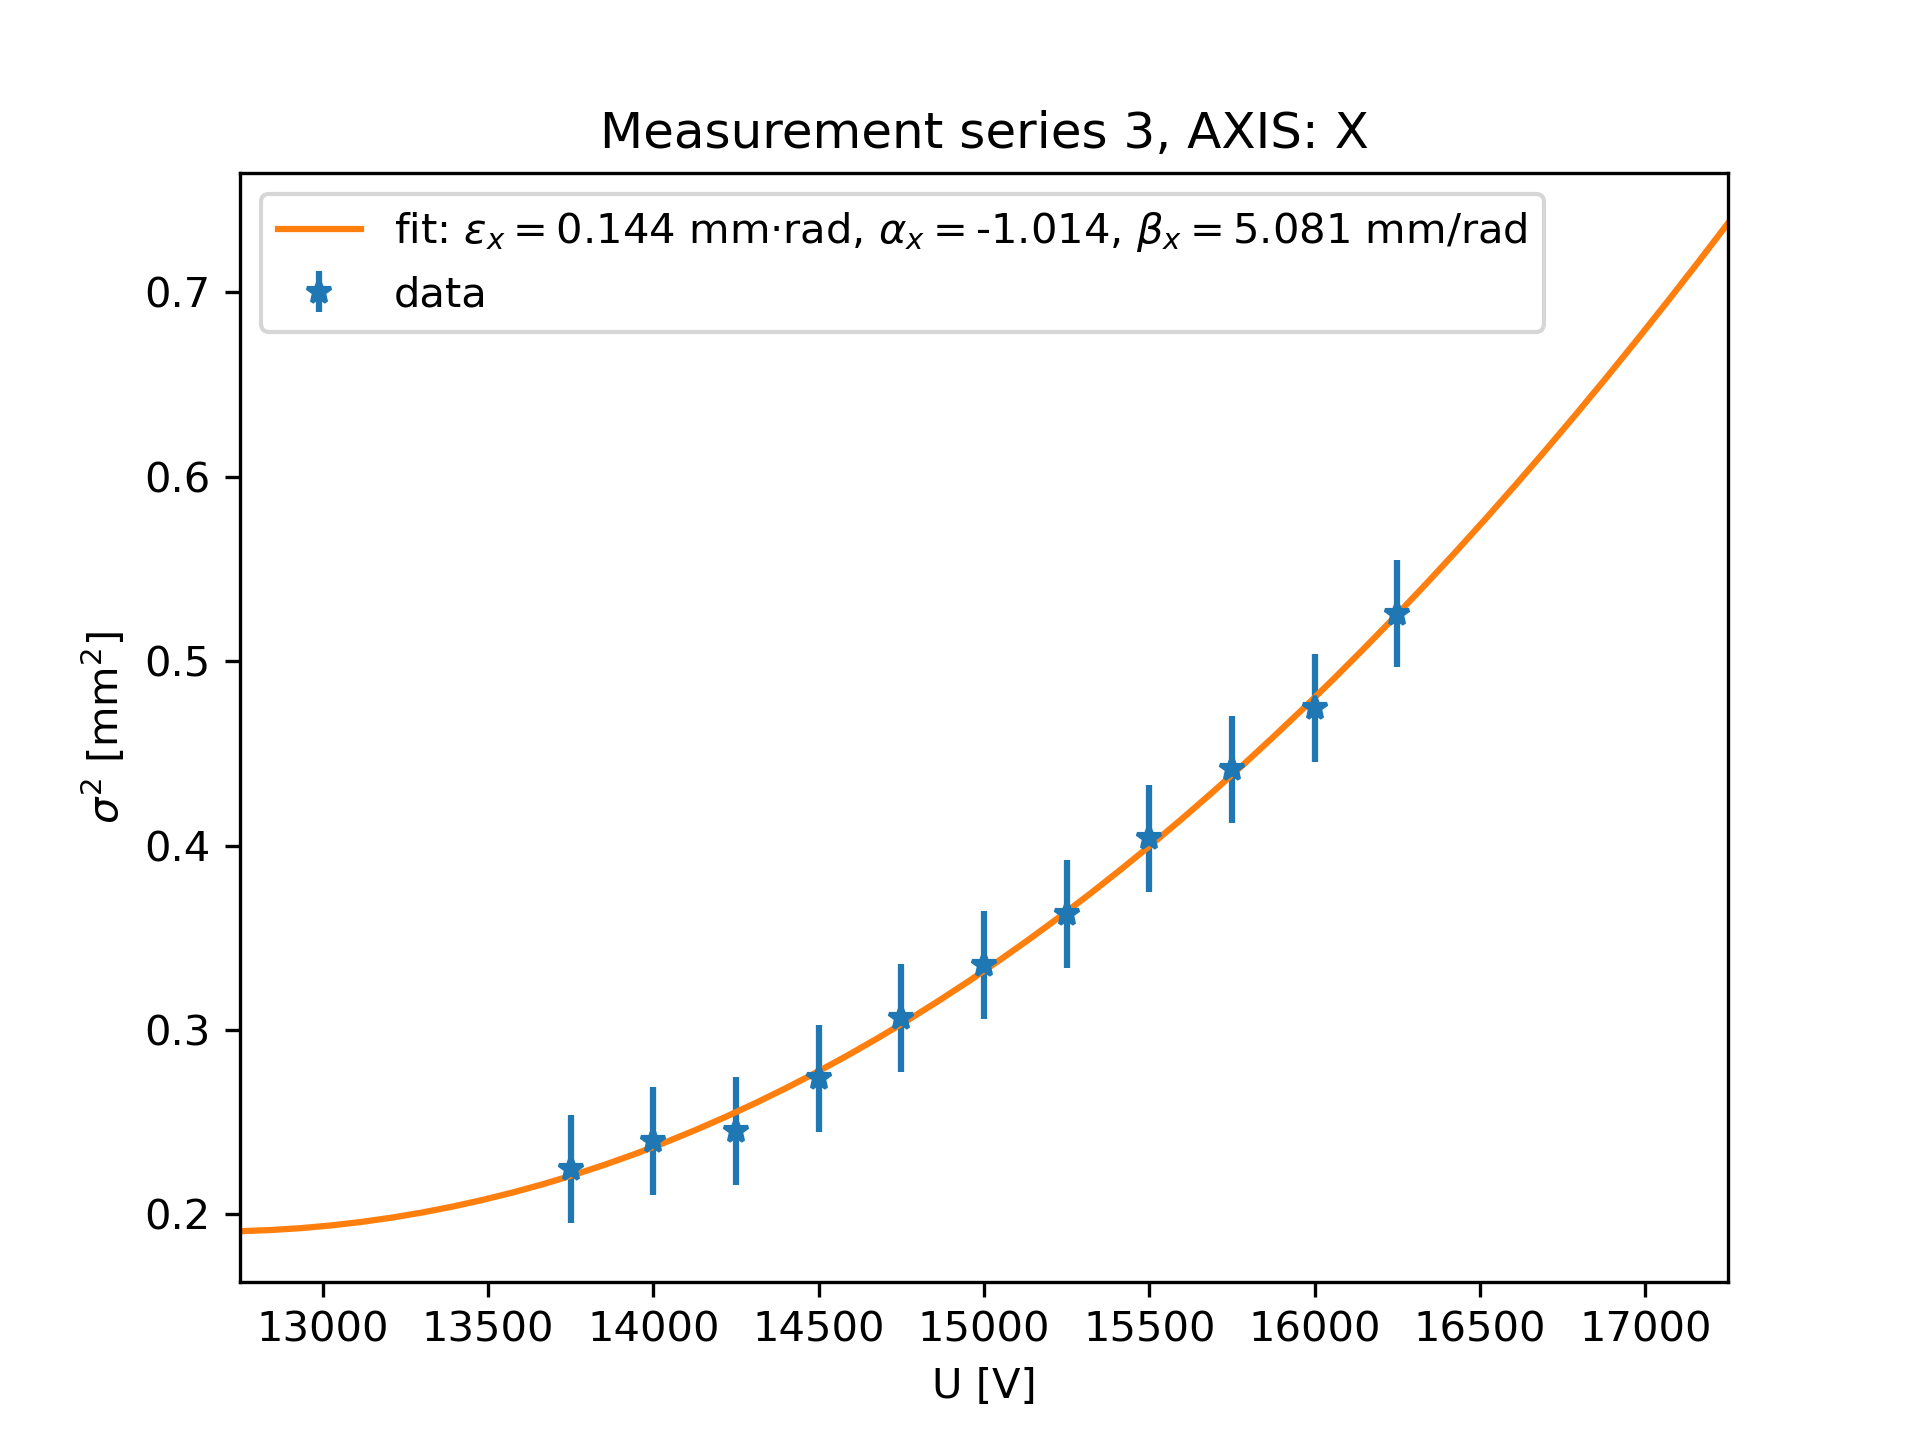 Measurement series 3, AXIS: X
fit: εₓ = 0.144 mm·rad, αₓ = -1.014, βₓ = 5.081 mm/rad
data
σ² [mm²]
0.7
0.6
0.5
0.4
0.3
0.2
13000 13500 14000 14500 15000 15500 16000 16500 17000
U [V]